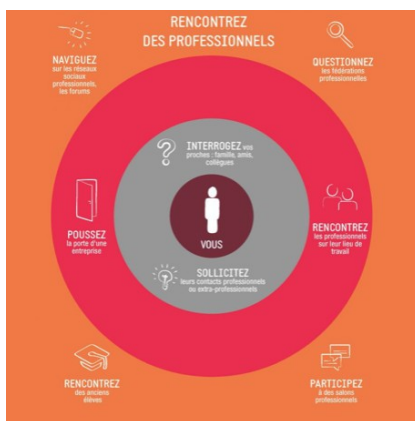 RENCONTREZ
DES PROFESSIONNELS
NAVIGUEZ
sur les réseaux
sociaux
professionnels,
les forums
QUESTIONNEZ
les fédérations
professionnelles
INTERROGEZ vos
proches : famille, amis,
collègues
VOUS
POUSSEZ
la porte d'une
entreprise
RENCONTREZ
les professionnels
sur leur lieu de
travail
SOLLICITEZ
leurs contacts professionnels
ou extra-professionnels
RENCONTREZ
des anciens
élèves
PARTICIPEZ
à des salons
professionnels